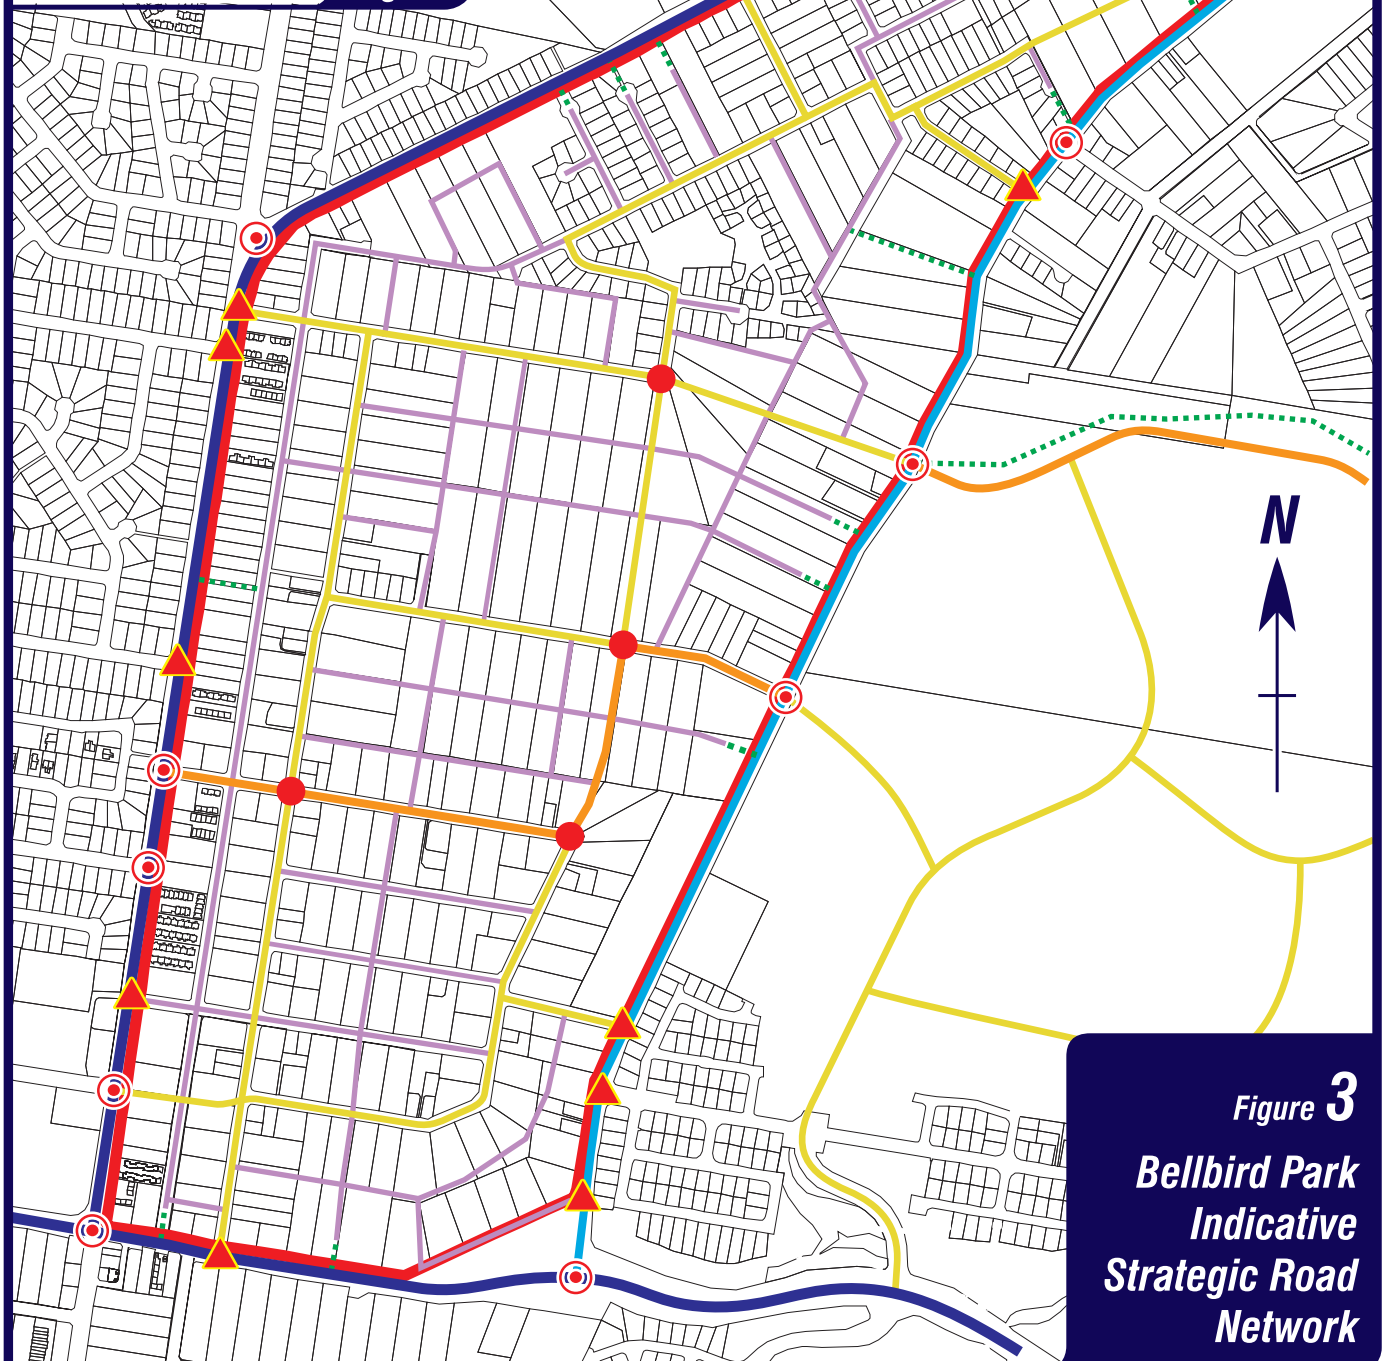 N
Figure 3
Bellbird Park
Indicative
Strategic Road
Network